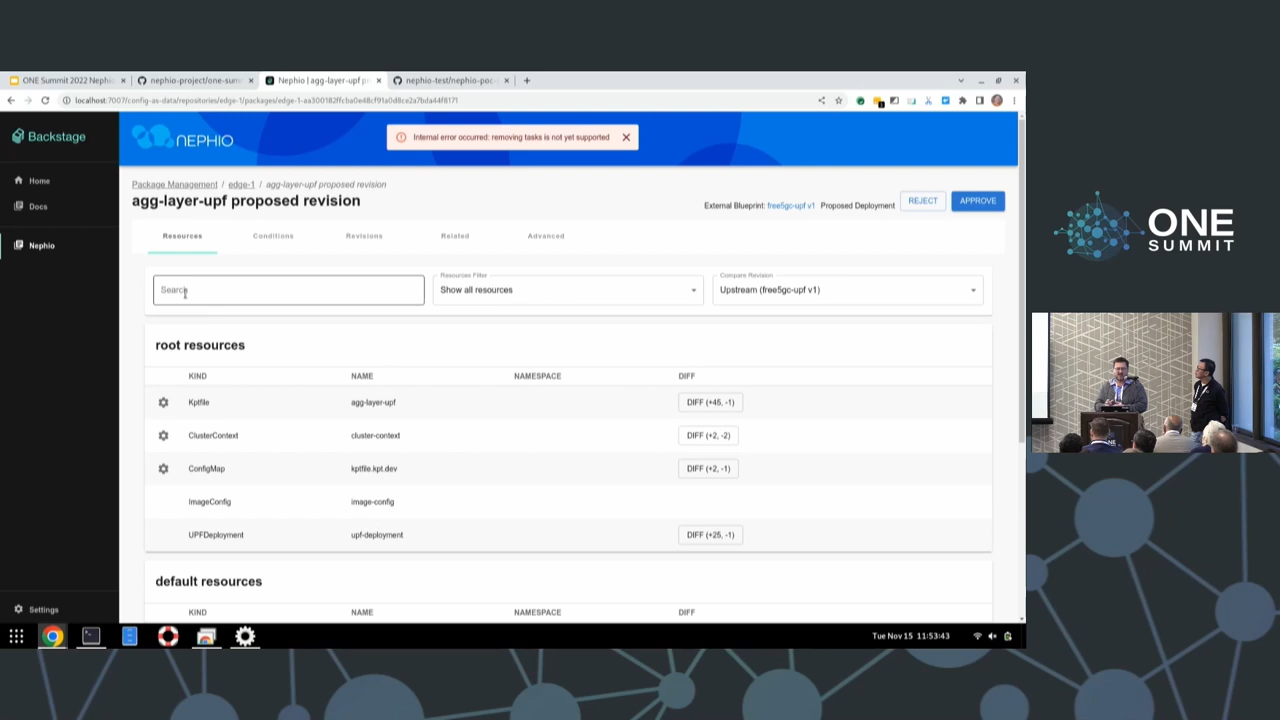 ONE Summit 2022 Nephi
nephio-project/one-sum
Nephio | agg-layer-upf pr
nephio-test/nephio-poc-
localhost:7007/config-as-data/repositories/edge-1/packages/edge-1-aa300182ffcba0e48cf91a0d8ce2a7bda44f8171
Backstage
NEPHIO
Internal error occurred: removing tasks is not yet supported
Home
Docs
Nephio
Package Management / edge-1 / agg-layer-upf proposed revision
agg-layer-upf proposed revision
External Blueprint: free5gc-upf v1 Proposed Deployment
REJECT
APPROVE
Resources
Conditions
Revisions
Related
Advanced
Search
Resources Filter
Show all resources
Compare Revision
Upstream (free5gc-upf v1)
root resources
KIND NAME NAMESPACE DIFF
Kptfile agg-layer-upf DIFF (+45, -1)
ClusterContext cluster-context DIFF (+2, -2)
ConfigMap kptfile.kpt.dev DIFF (+2, -1)
ImageConfig image-config
UPFDeployment upf-deployment DIFF (+25, -1)
default resources
KIND NAME NAMESPACE DIFF
Settings
Tue Nov 15 11:53:43
ONE
SUMMIT